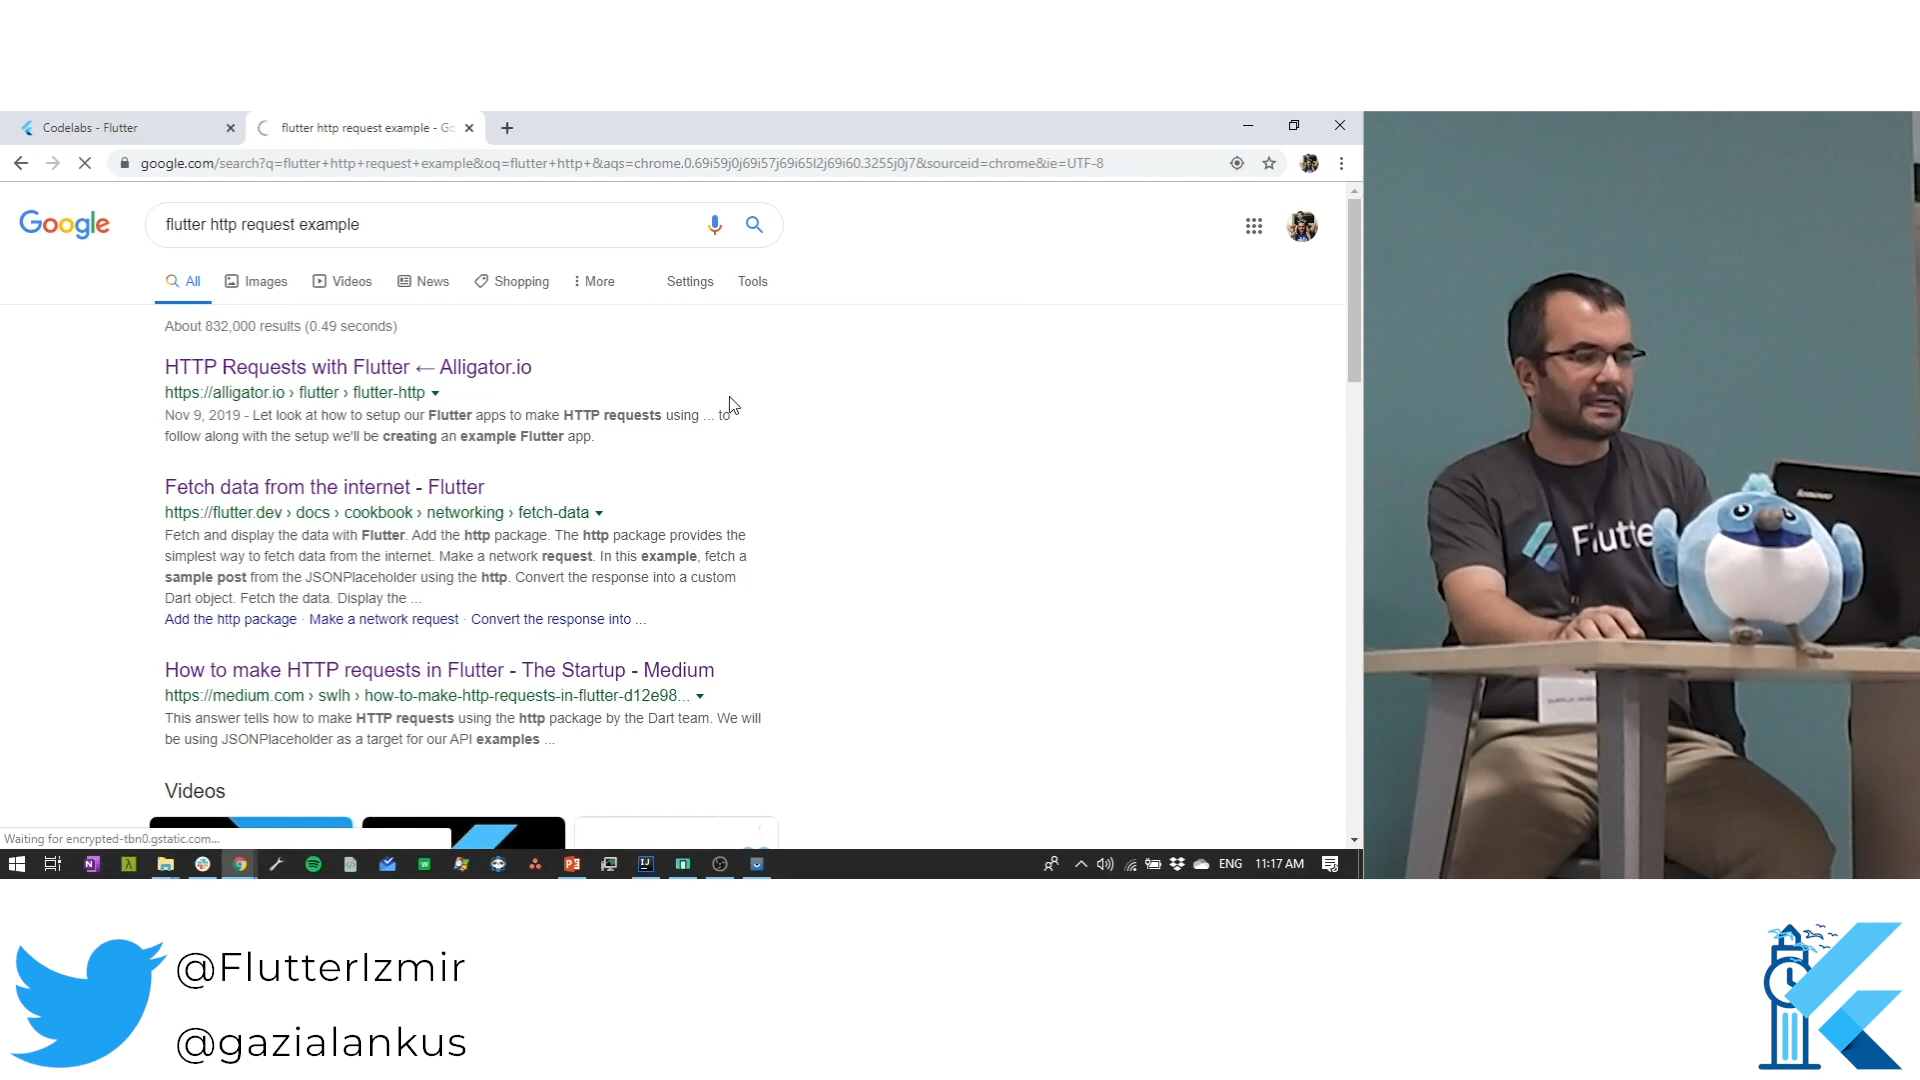 Codelabs - Flutter
flutter http request example - Go
google.com/search?q=flutter+http+request+example&oq=flutter+http+&aqs=chrome.0.69i59j0j69i57j69i65l2j69i60.3255j0j7&sourceid=chrome&ie=UTF-8
Google
flutter http request example
All Images Videos News Shopping More Settings Tools
About 832,000 results (0.49 seconds)
HTTP Requests with Flutter ← Alligator.io
https://alligator.io › flutter › flutter-http
Nov 9, 2019 - Let look at how to setup our Flutter apps to make HTTP requests using ... to
follow along with the setup we'll be creating an example Flutter app.
Fetch data from the internet - Flutter
https://flutter.dev › docs › cookbook › networking › fetch-data
Fetch and display the data with Flutter. Add the http package. The http package provides the
simplest way to fetch data from the internet. Make a network request. In this example, fetch a
sample post from the JSONPlaceholder using the http. Convert the response into a custom
Dart object. Fetch the data. Display the ...
Add the http package · Make a network request · Convert the response into ...
How to make HTTP requests in Flutter - The Startup - Medium
https://medium.com › swlh › how-to-make-http-requests-in-flutter-d12e98...
This answer tells how to make HTTP requests using the http package by the Dart team. We will
be using JSONPlaceholder as a target for our API examples ...
Videos
Waiting for encrypted-tbn0.gstatic.com...
ENG 11:17 AM
Flutte
lenovo
@FlutterIzmir
@gazialankus